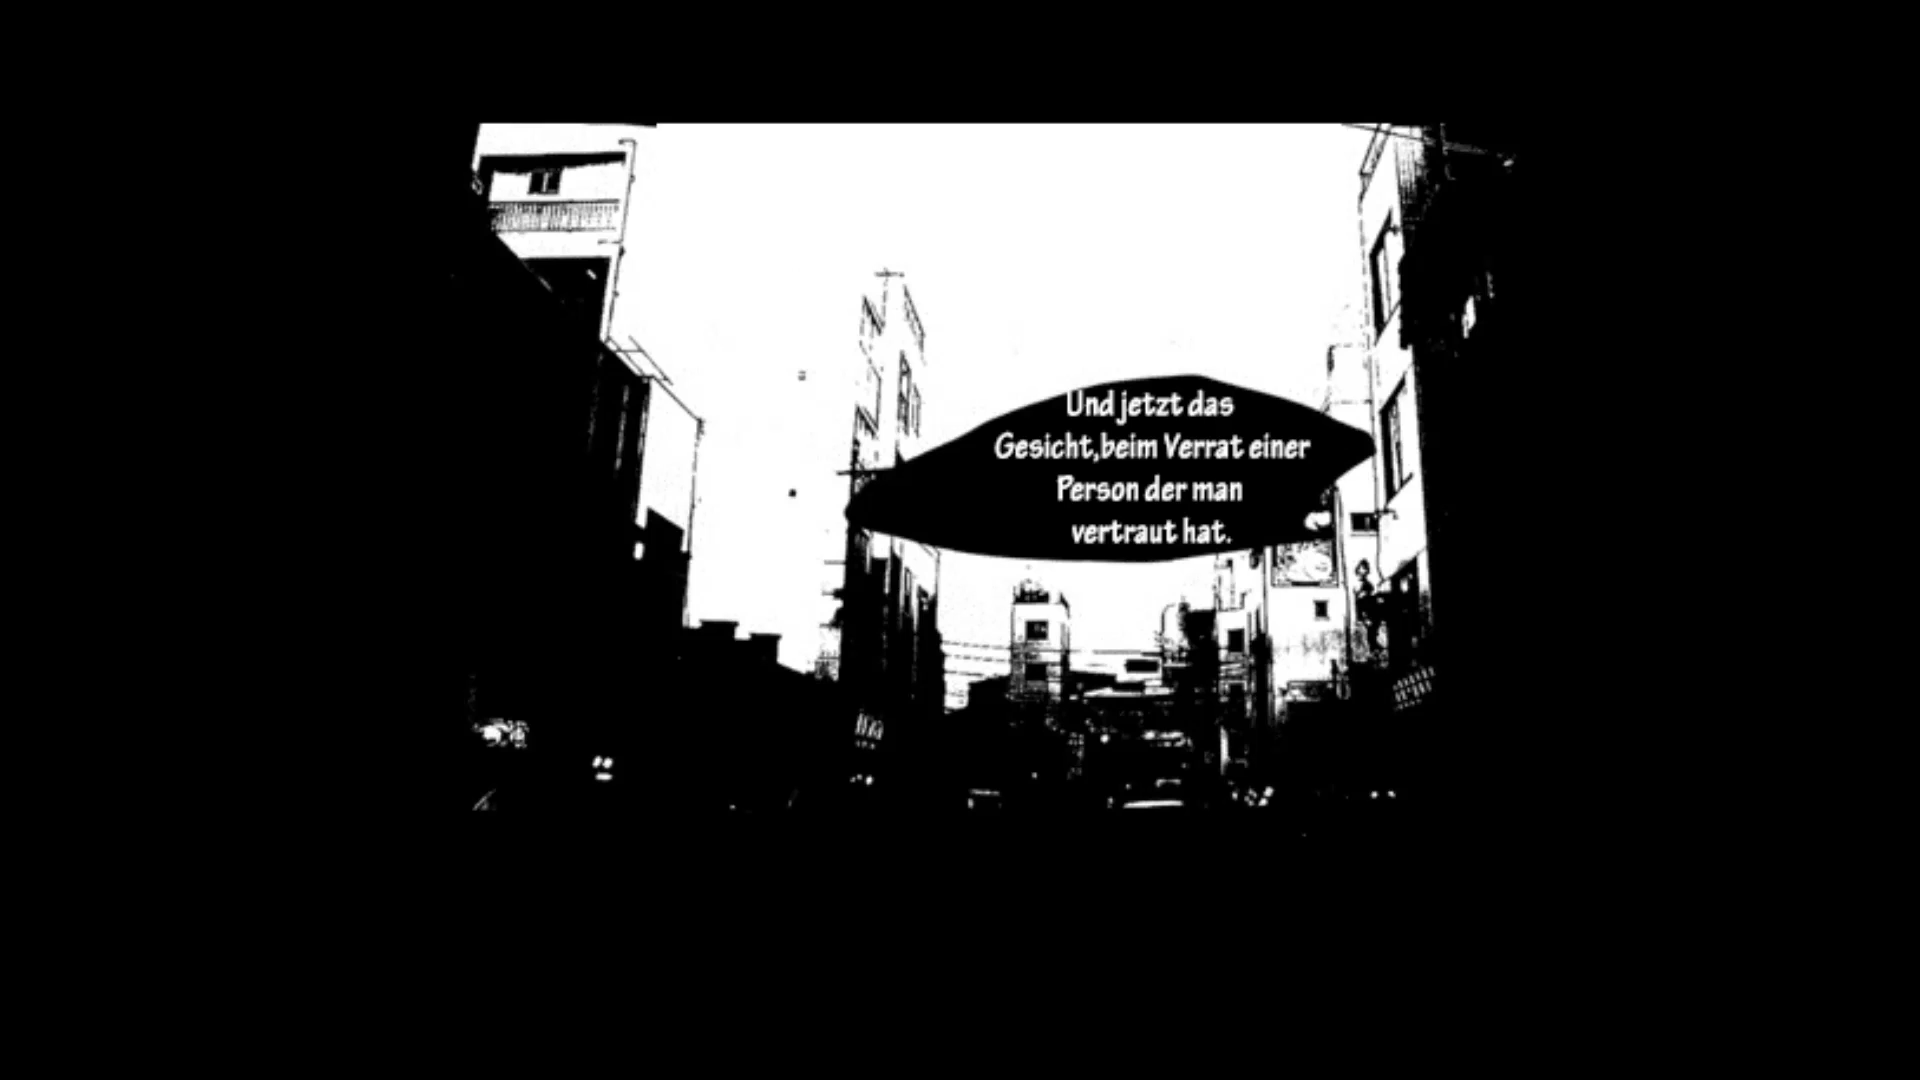 Und jetzt das
Gesicht,beim Verrat einer
Person der man
vertraut hat.